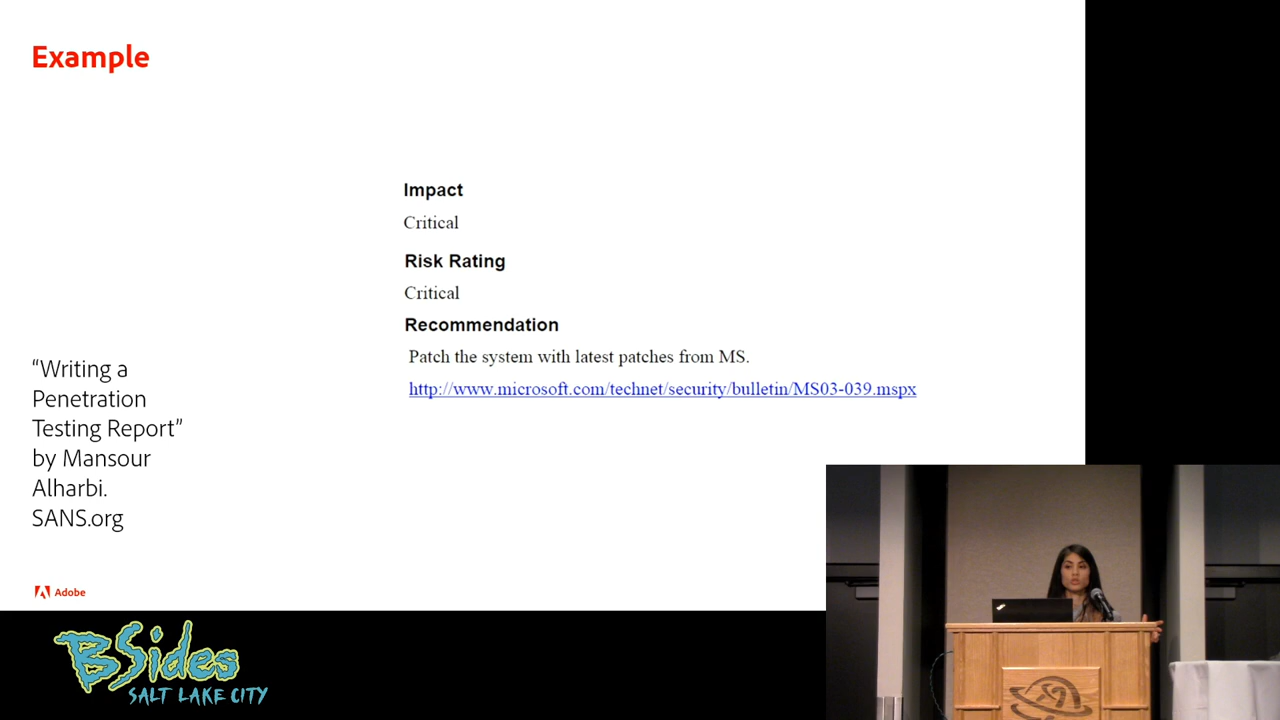 Example
Impact
Critical
Risk Rating
Critical
Recommendation
Patch the system with latest patches from MS.
http://www.microsoft.com/technet/security/bulletin/MS03-039.mspx
“Writing a
Penetration
Testing Report”
by Mansour
Alharbi.
SANS.org
Adobe
BSides
SALT LAKE CITY